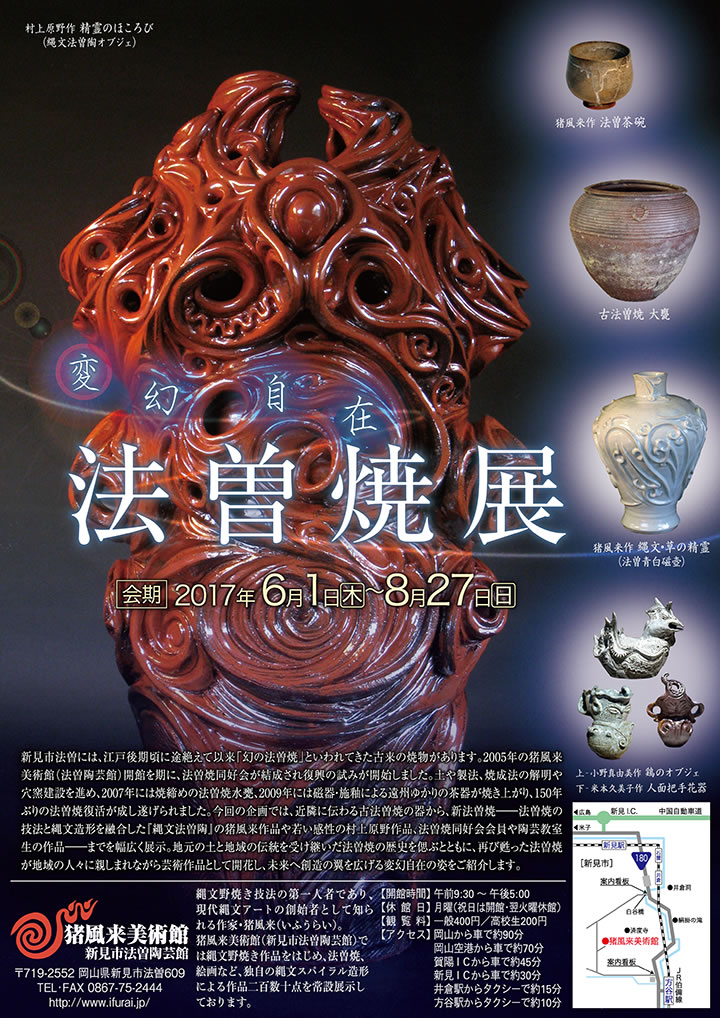 村上原野作 精霊のほころび
(縄文法曽陶オブジェ)
猪風来作 法曽茶碗
古法曽焼 大甕
猪風来作 縄文・草の精霊
(法曽青白磁壺)
上・小野真由美作 鶏のオブジェ
下・米本久美子作 人面把手花器
変幻自在
法曽焼展
会期 2017年 6月1日木~8月27日日
新見市法曽には、江戸後期頃に途絶えて以来「幻の法曽焼」といわれてきた古来の焼物があります。2005年の猪風来
美術館(法曽陶芸館)開館を期に、法曽焼同好会が結成され復興の試みが開始しました。土や製法、焼成法の解明や
穴窯建設を進め、2007年には焼締めの法曽焼水甕、2009年には磁器・施釉による遠州ゆかりの茶器が焼き上がり、150年
ぶりの法曽焼復活が成し遂げられました。今回の企画では、近隣に伝わる古法曽焼の器から、新法曽焼――法曽焼の
技法と縄文造形を融合した『縄文法曽陶』の猪風来作品や若い感性の村上原野作品、法曽焼同好会会員や陶芸教室
生の作品――までを幅広く展示。地元の土と地域の伝統を受け継いだ法曽焼の歴史を偲ぶとともに、再び甦った法曽焼
が地域の人々に親しまれながら芸術作品として開花し、未来へ創造の翼を広げる変幻自在の姿をご紹介します。
猪風来美術館
新見市法曽陶芸館
〒719-2552 岡山県新見市法曽609
TEL・FAX 0867-75-2444
http://www.ifurai.jp/
縄文野焼き技法の第一人者であり、
現代縄文アートの創始者として知ら
れる作家・猪風来(いふうらい)。
猪風来美術館(新見市法曽陶芸館)で
は縄文野焼き作品をはじめ、法曽焼、
絵画など、独自の縄文スパイラル造形
による作品二百数十点を常設展示し
ております。
【開館時間】午前9:30 ～ 午後5:00
【休館日】月曜(祝日は開館・翌火曜休館)
【観覧料】一般400円/高校生200円
【アクセス】岡山から車で約90分
岡山空港から車で約70分
賀陽ICから車で約45分
新見ICから車で約30分
井倉駅からタクシーで約15分
方谷駅からタクシーで約10分
広島
新見I.C.
中国自動車道
米子
新見駅
[新見市]
180
井倉
案内看板
井倉洞
白谷橋
絹掛の滝
満度寺
猪風来美術館
案内看板
JR伯備線
方谷駅